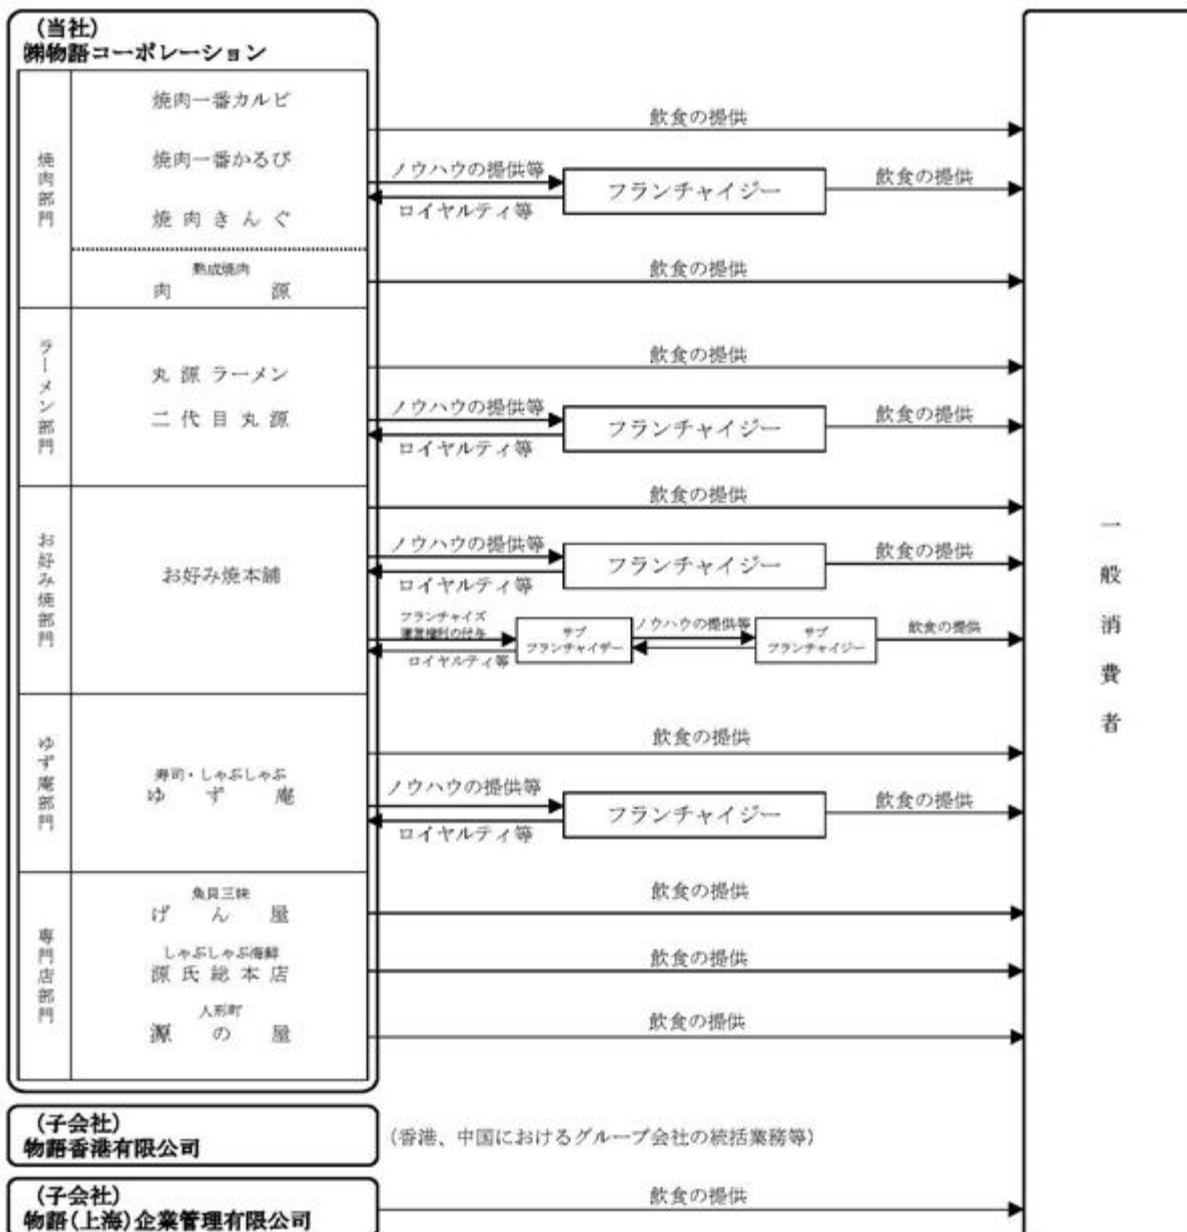 (当社)
㈱物語コーポレーション
焼肉部門
焼肉一番カルビ
焼肉一番かるび
焼肉きんぐ
熟成焼肉
肉源
飲食の提供
ノウハウの提供等
ロイヤルティ等
フランチャイジー
飲食の提供
飲食の提供
ラーメン部門
丸源ラーメン
二代目丸源
飲食の提供
ノウハウの提供等
ロイヤルティ等
フランチャイジー
飲食の提供
お好み焼部門
お好み焼本舗
飲食の提供
ノウハウの提供等
ロイヤルティ等
フランチャイジー
飲食の提供
フランチャイズ
運営権利の付与
ロイヤルティ等
サブ
フランチャイザー
ノウハウの提供等
サブ
フランチャイジー
飲食の提供
ゆず庵部門
寿司・しゃぶしゃぶ
ゆず庵
飲食の提供
ノウハウの提供等
ロイヤルティ等
フランチャイジー
飲食の提供
専門店部門
魚貝三昧
げん屋
飲食の提供
しゃぶしゃぶ海鮮
源氏総本店
飲食の提供
人形町
源の屋
飲食の提供
一般消費者
(子会社)
物語香港有限公司
(香港、中国におけるグループ会社の統括業務等)
(子会社)
物語(上海)企業管理有限公司
飲食の提供